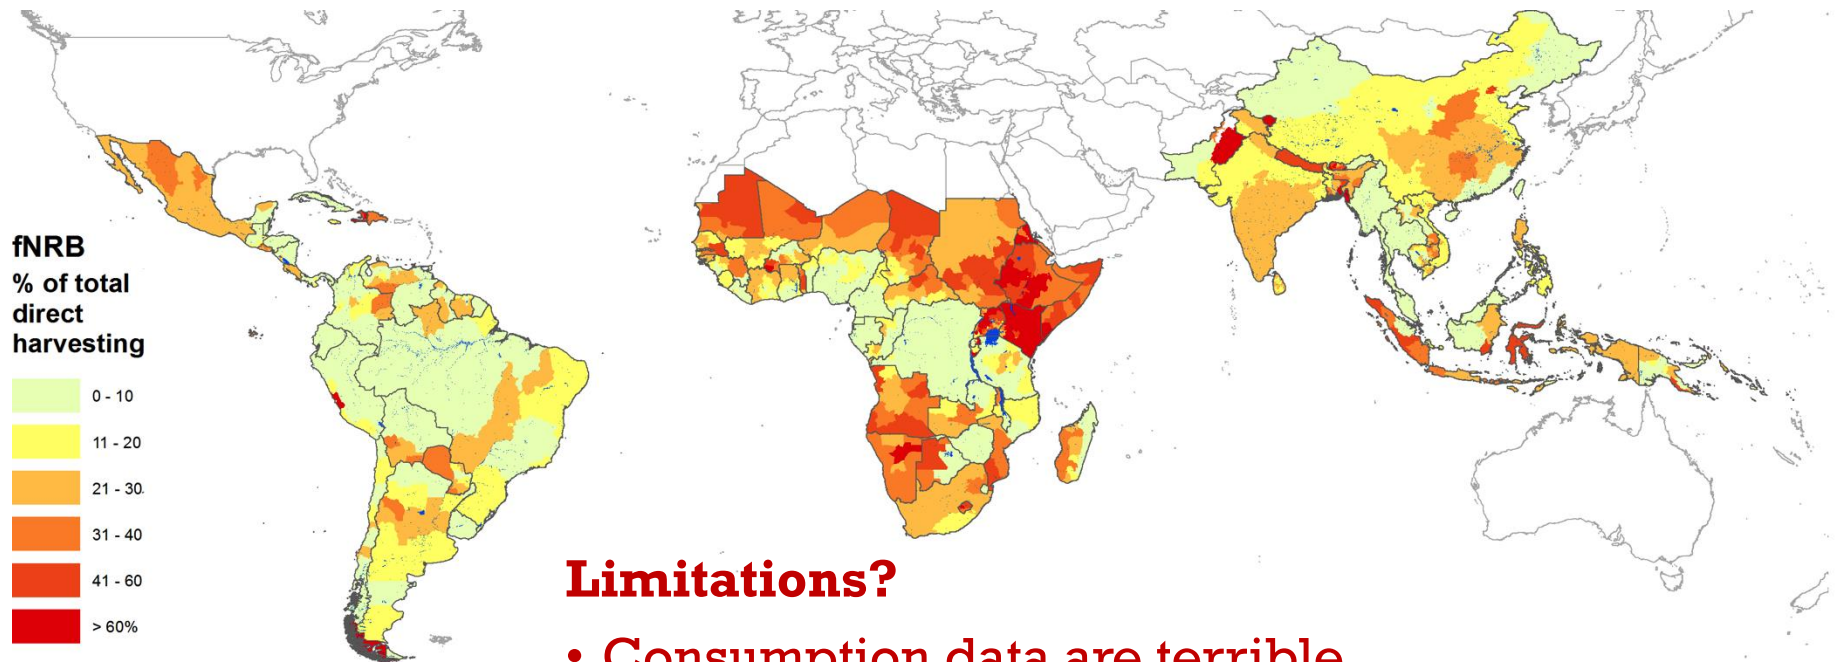 fNRB
% of total
direct
harvesting
0 - 10
11 - 20
21 - 30
31 - 40
41 - 60
> 60%
Limitations?
• Consumption data are terrible